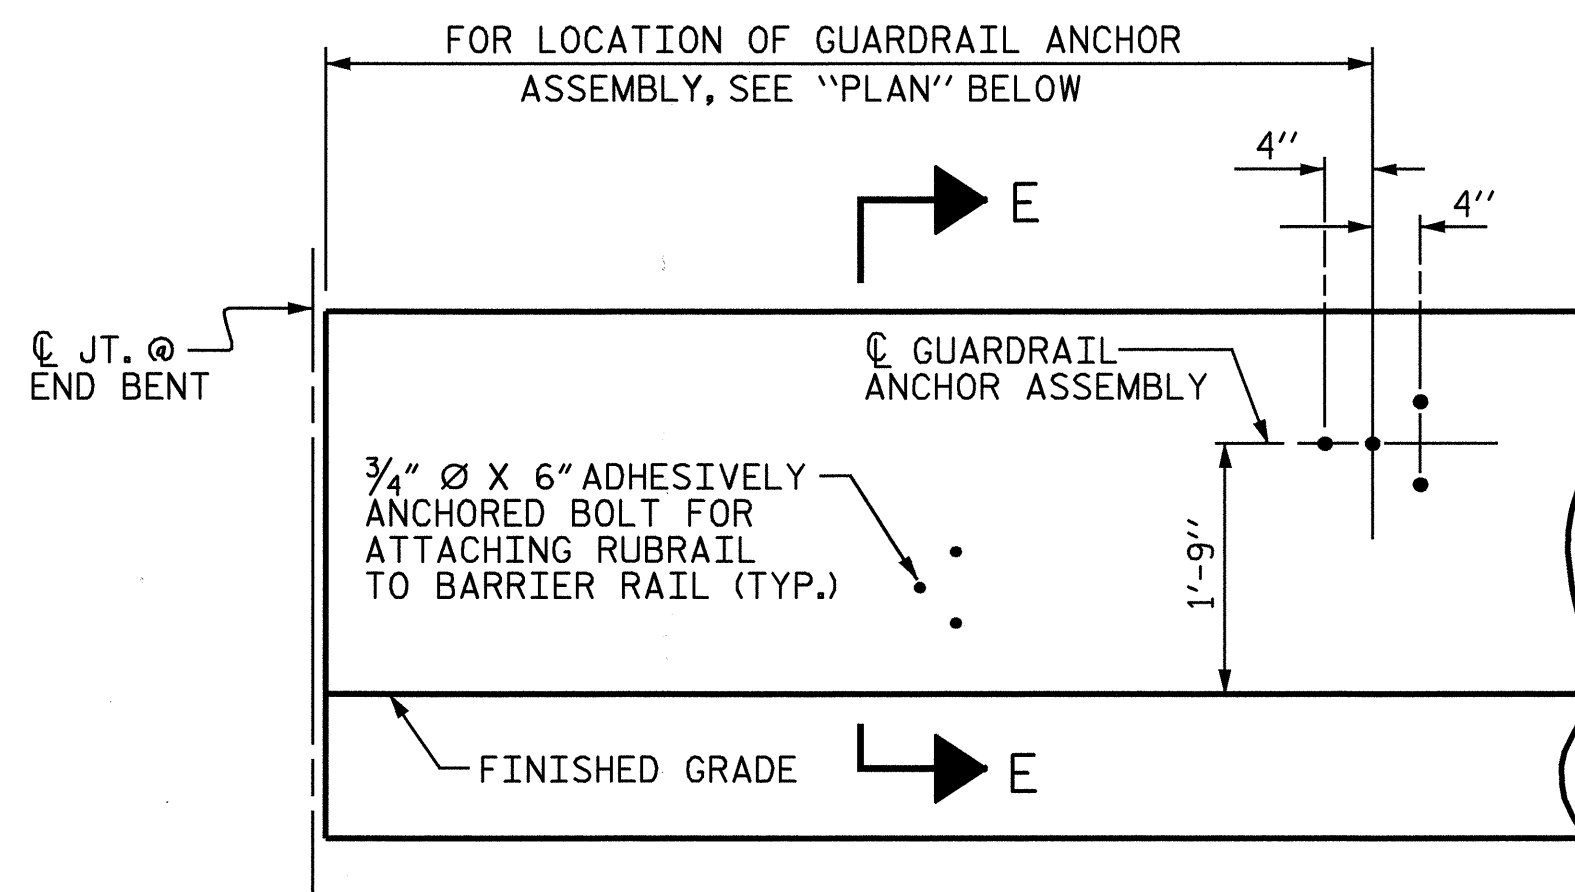 FOR LOCATION OF GUARDRAIL ANCHOR
ASSEMBLY, SEE "PLAN" BELOW
4"
4"
E
℄ JT. @
END BENT
℄ GUARDRAIL
ANCHOR ASSEMBLY
3/4" Ø X 6" ADHESIVELY
ANCHORED BOLT FOR
ATTACHING RUBRAIL
TO BARRIER RAIL (TYP.)
1'-9"
FINISHED GRADE
E